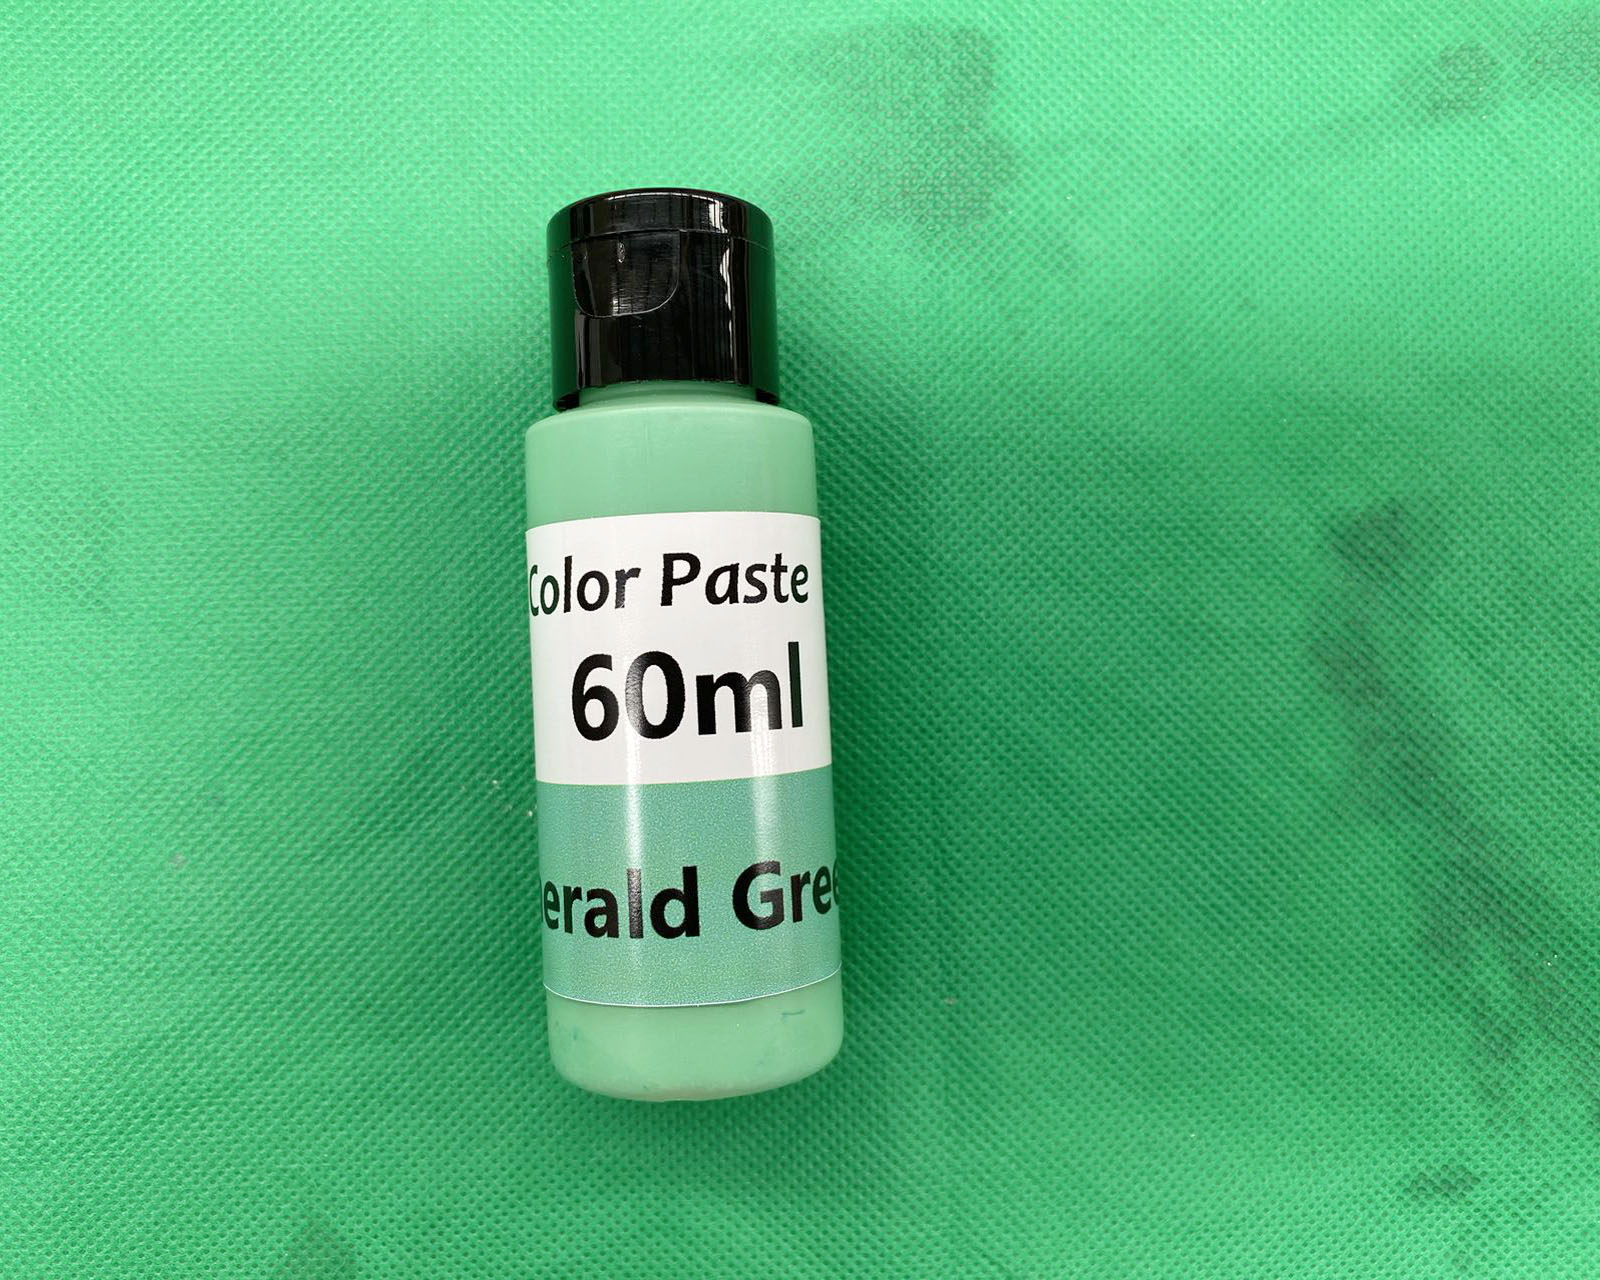 Color Paste
60ml
erald Gree